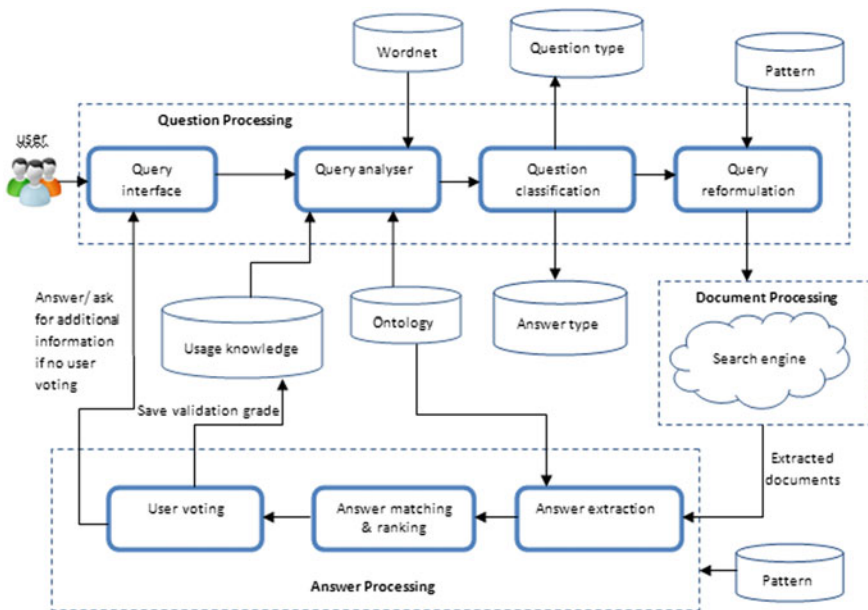 Wordnet
Question type
Pattern
Question Processing
user
Query
interface
Query analyser
Question
classification
Query
reformulation
Answer/ ask
for additional
information
if no user
voting
Usage knowledge
Ontology
Answer type
Document Processing
Search engine
Save validation grade
Extracted
documents
User voting
Answer matching
& ranking
Answer extraction
Answer Processing
Pattern